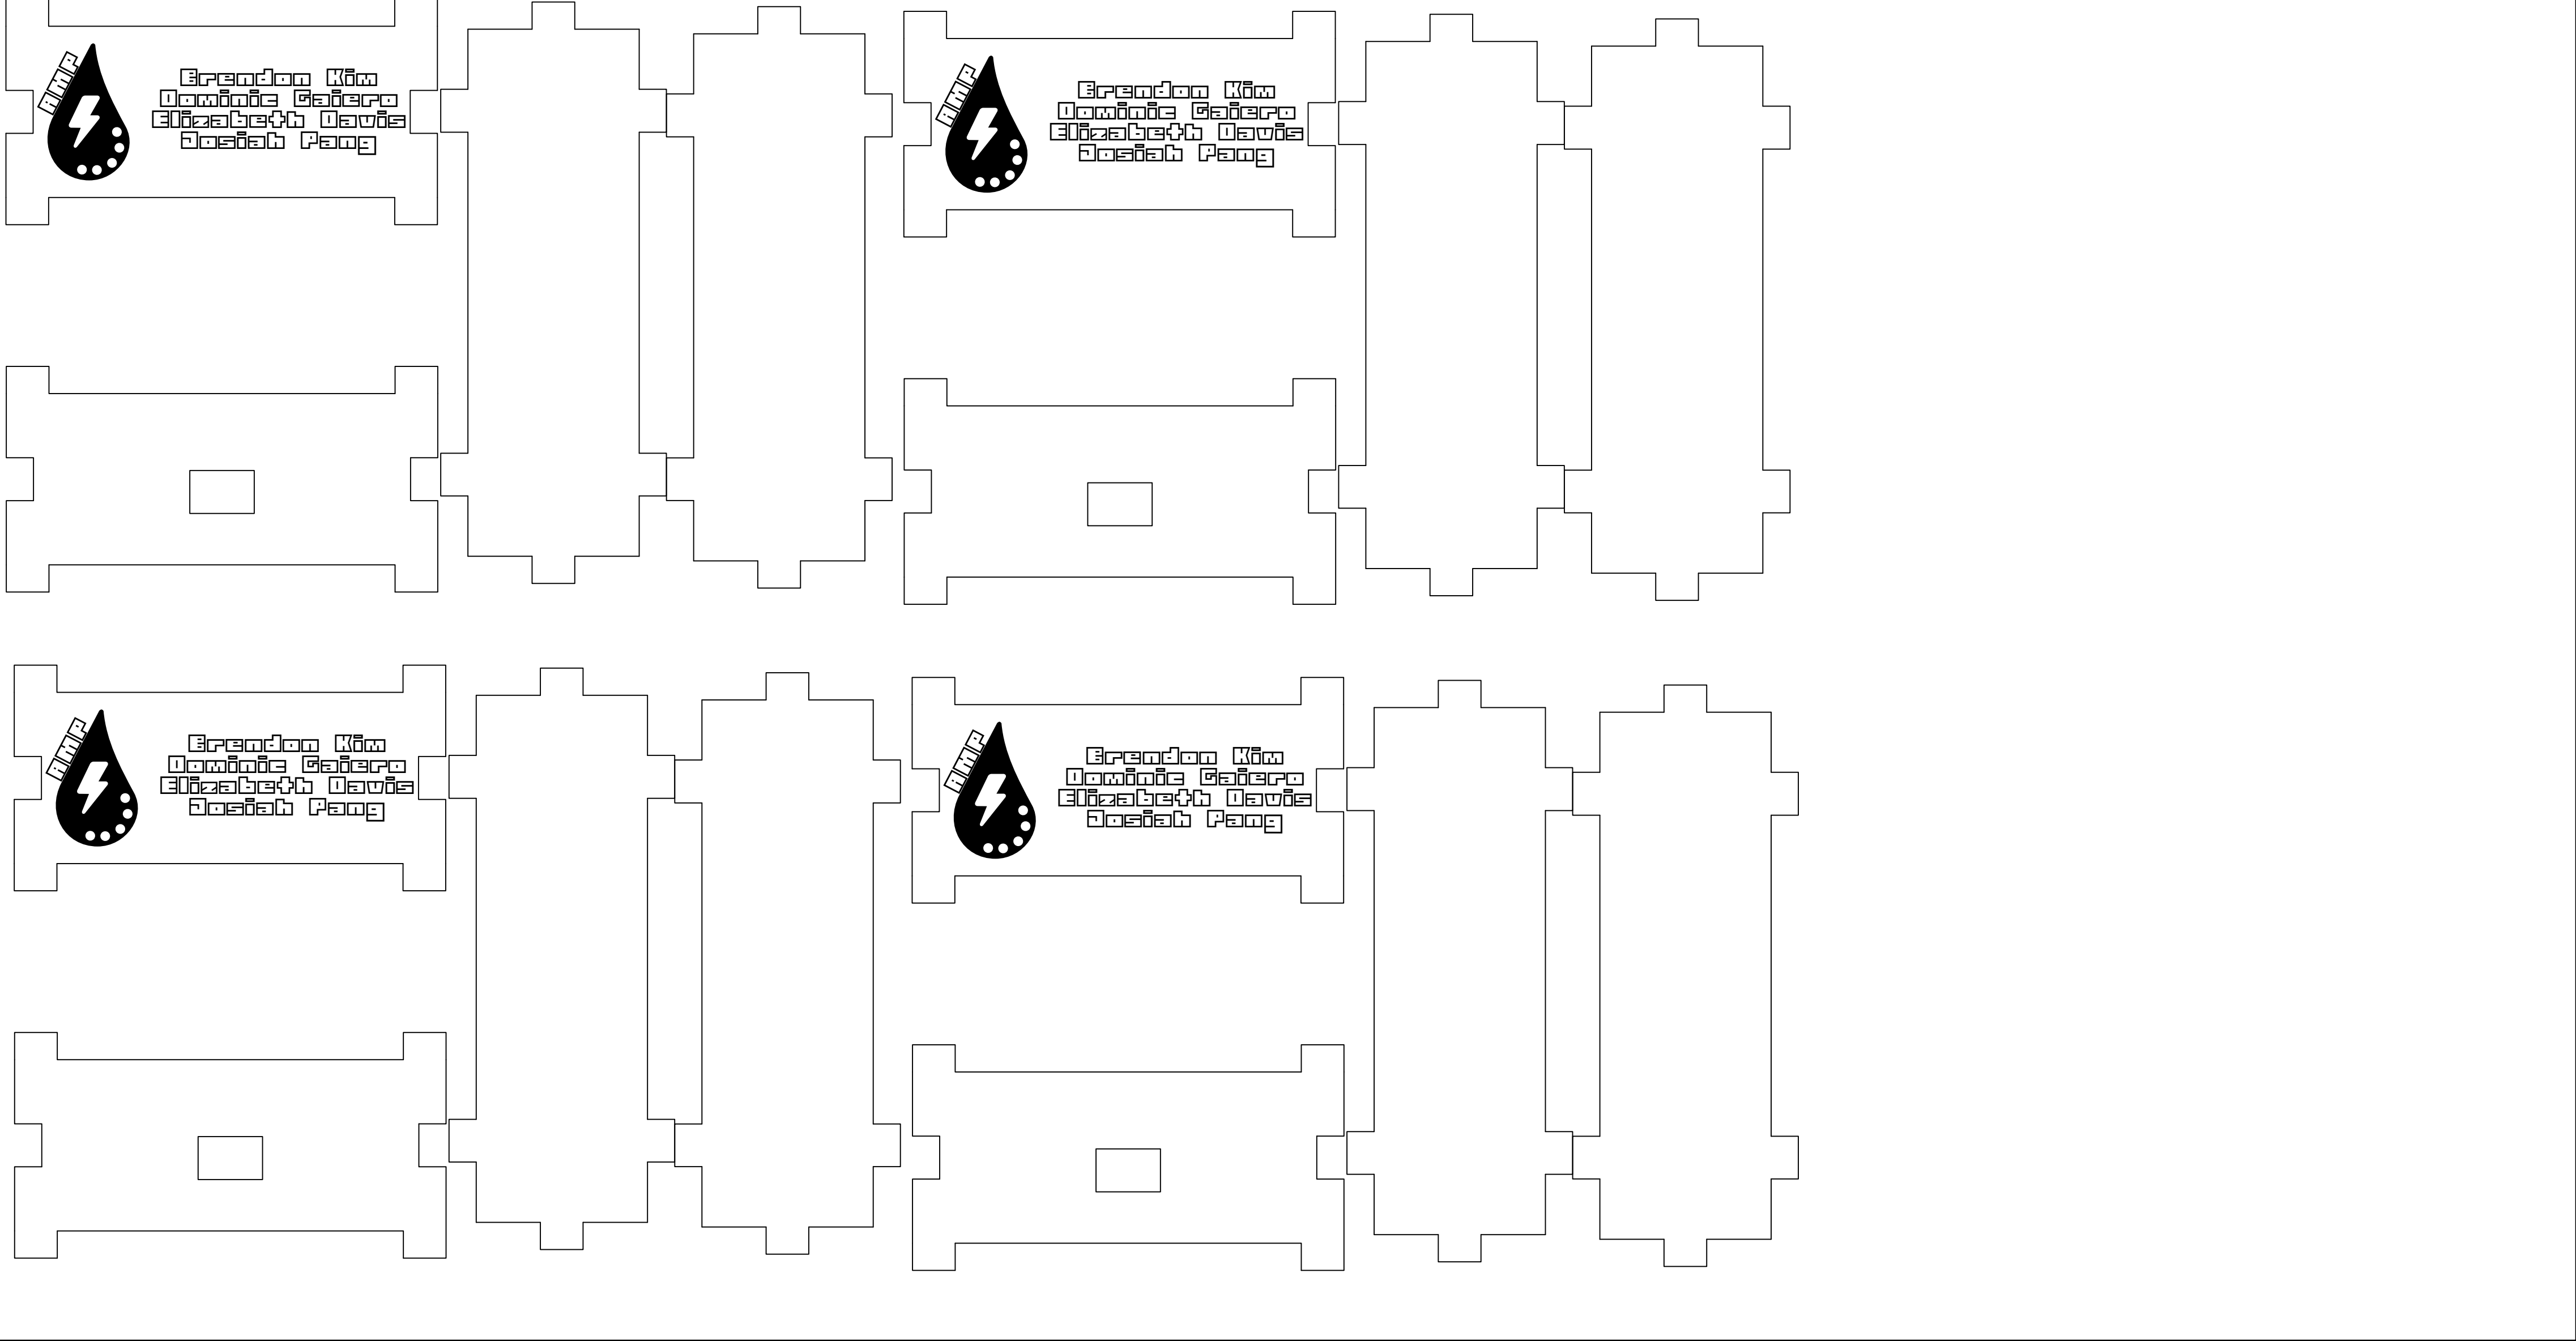 AMP
Brendon Kim
Dominic Gaiero
Elizabeth Davis
Josiah Pang
AMP
Brendon Kim
Dominic Gaiero
Elizabeth Davis
Josiah Pang
AMP
Brendon Kim
Dominic Gaiero
Elizabeth Davis
Josiah Pang
AMP
Brendon Kim
Dominic Gaiero
Elizabeth Davis
Josiah Pang